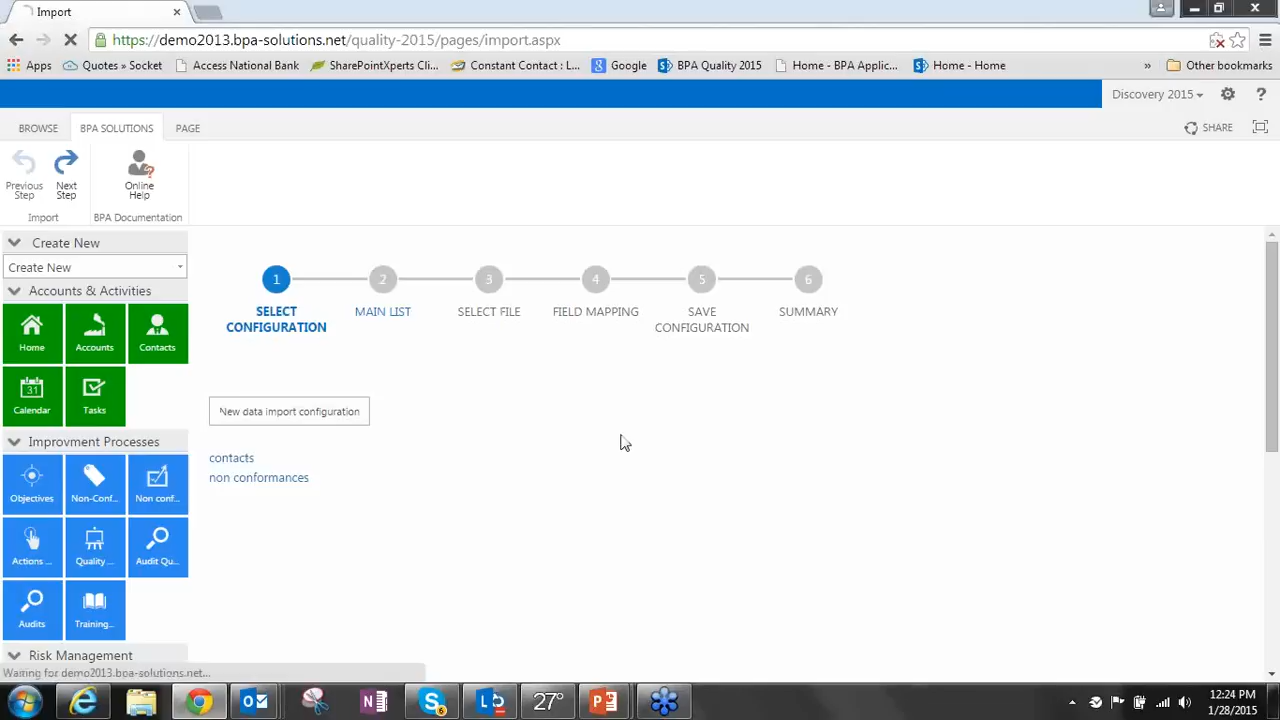 Import
https://demo2013.bpa-solutions.net/quality-2015/pages/import.aspx
Apps Quotes » Socket Access National Bank SharePointXperts Cli... Constant Contact : L... Google BPA Quality 2015 Home - BPA Applic... Home - Home » Other bookmarks
Discovery 2015 ?
BROWSE BPA SOLUTIONS PAGE SHARE
Previous Step
Next Step
Online Help
Import BPA Documentation
Create New
Create New
Accounts & Activities
Home Accounts Contacts
31
Calendar Tasks
Improvment Processes
Objectives Non-Conf... Non conf...
Actions ... Quality ... Audit Qu...
Audits Training...
Risk Management
1 2 3 4 5 6
SELECT CONFIGURATION
MAIN LIST
SELECT FILE
FIELD MAPPING
SAVE CONFIGURATION
SUMMARY
New data import configuration
contacts
non conformances
Waiting for demo2013.bpa-solutions.net...
27°
6
12:24 PM
1/28/2015